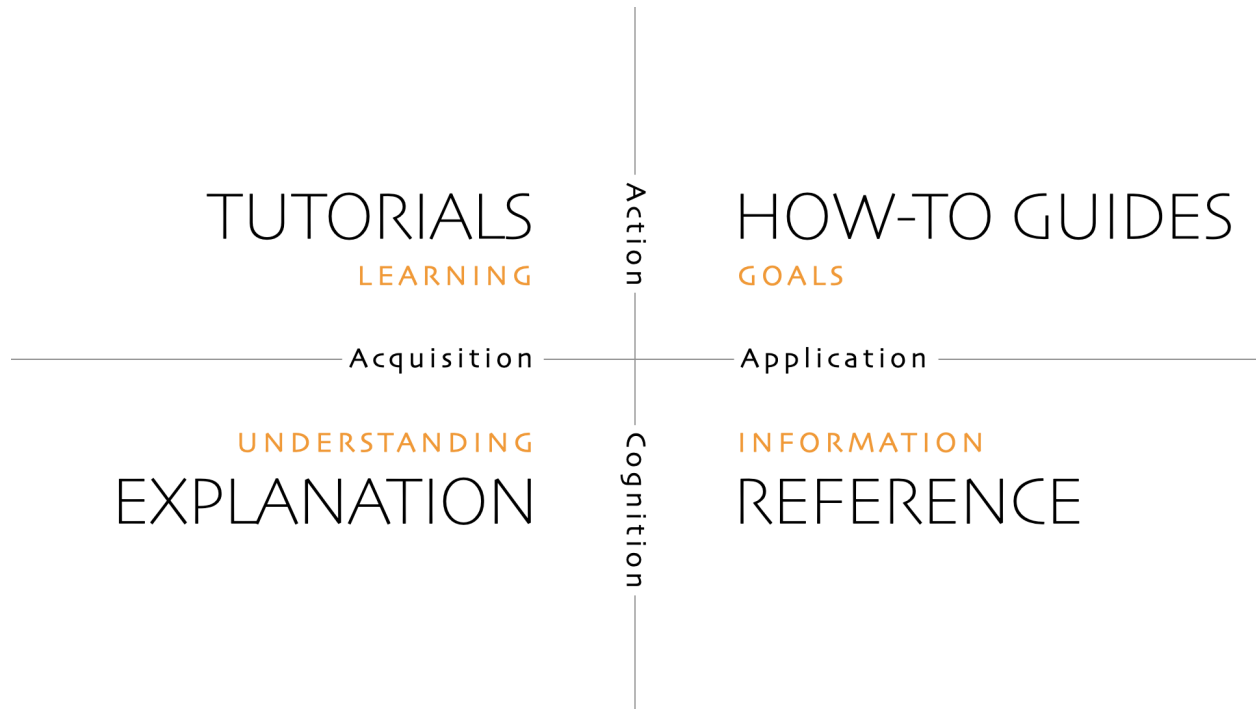 TUTORIALS
LEARNING
Action
HOW-TO GUIDES
GOALS
Acquisition
Application
UNDERSTANDING
EXPLANATION
Cognition
INFORMATION
REFERENCE